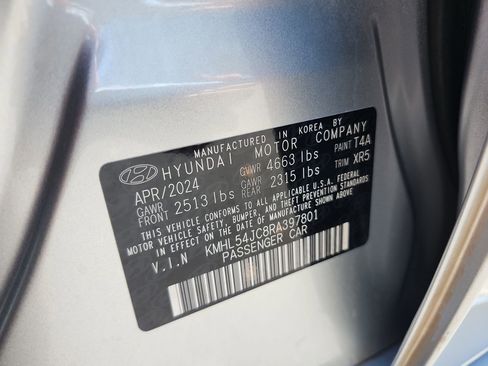 MANUFACTURED IN KOREA BY
HYUNDAI MOTOR COMPANY
APR/2024 GVWR 4663 lbs PAINT T4A
GAWR FRONT 2513 lbs GAWR REAR 2315 lbs TRIM XR5
THIS VEHICLE CONFORMS TO ALL APPLICABLE U.S.A. FEDERAL
MOTOR VEHICLE SAFETY, BUMPER, AND THEFT PREVENTION STANDARDS
IN EFFECT ON THE DATE OF MANUFACTURE SHOWN ABOVE.
V.I.N KMHL54JC8RA397801
PASSENGER CAR